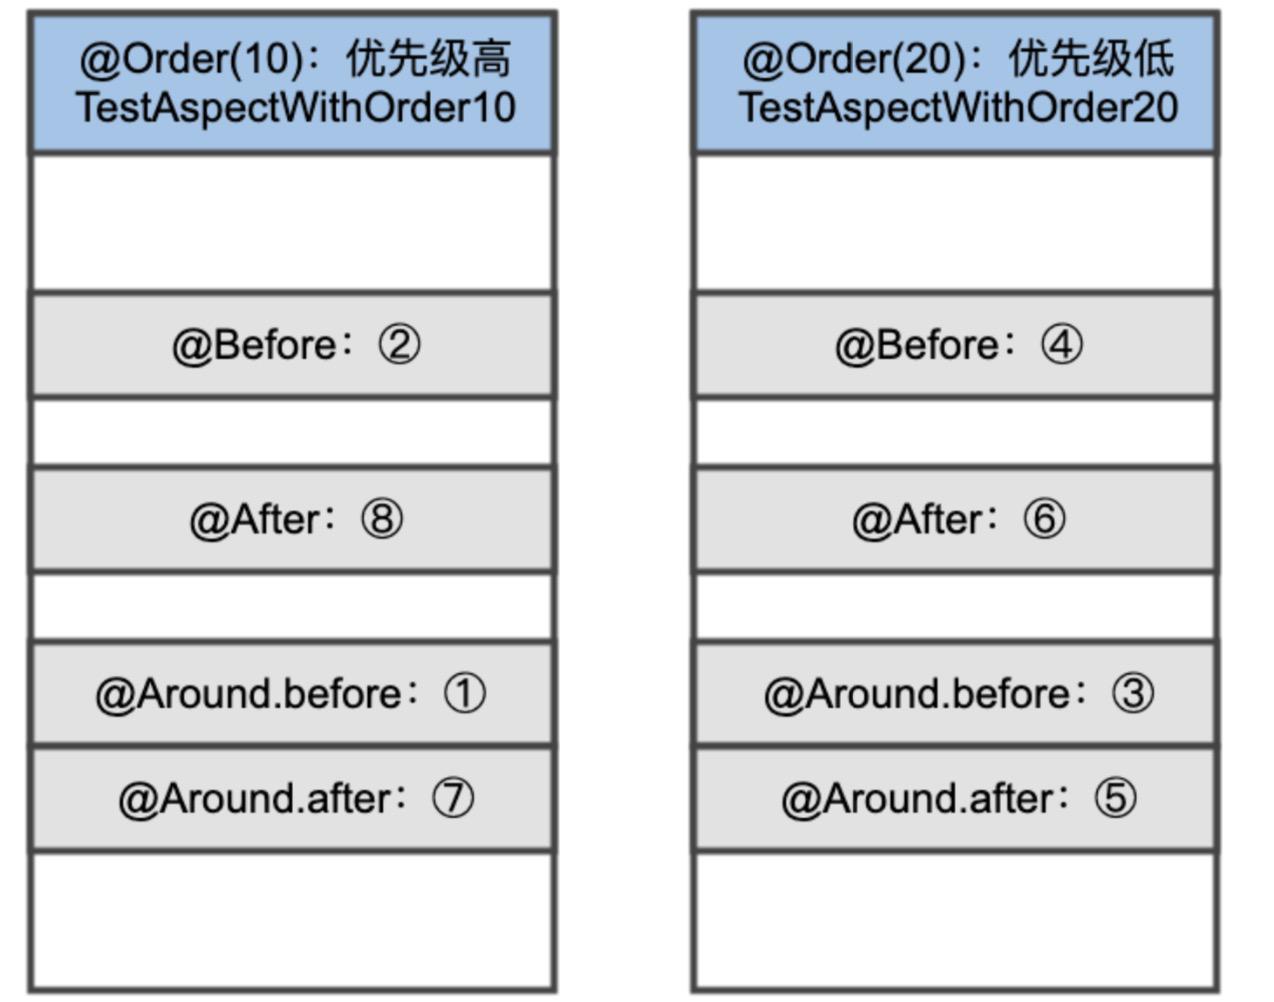 @Order(10)：优先级高
TestAspectWithOrder10
@Before：②
@After：⑧
@Around.before：①
@Around.after：⑦
@Order(20)：优先级低
TestAspectWithOrder20
@Before：④
@After：⑥
@Around.before：③
@Around.after：⑤